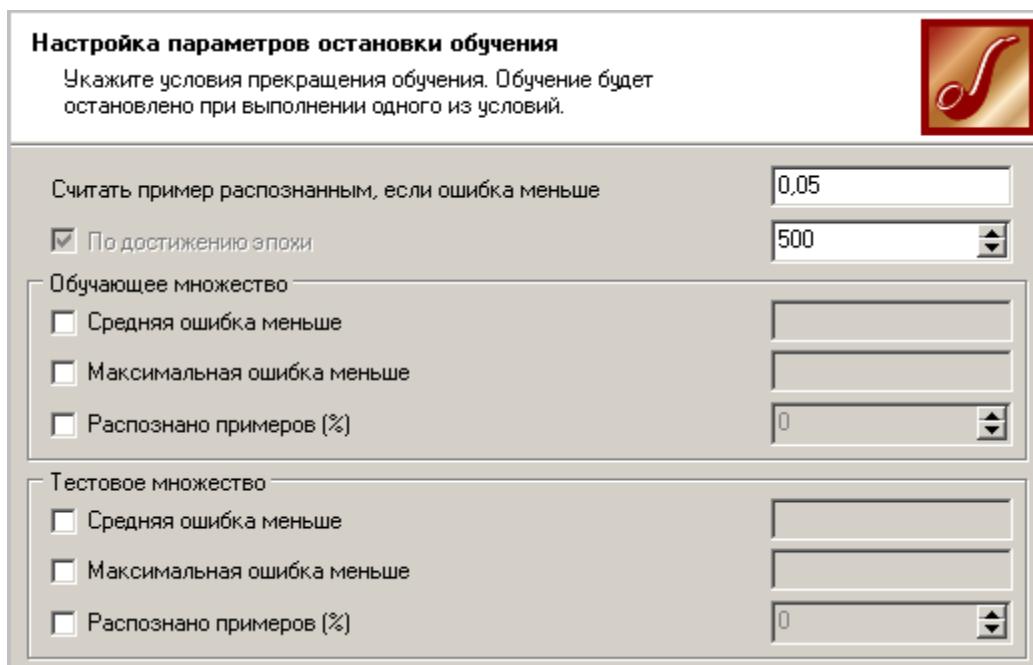 Настройка параметров остановки обучения
Укажите условия прекращения обучения. Обучение будет
остановлено при выполнении одного из условий.
Считать пример распознанным, если ошибка меньше 0,05
По достижению эпохи 500
Обучающее множество
Средняя ошибка меньше
Максимальная ошибка меньше
Распознано примеров (%) 0
Тестовое множество
Средняя ошибка меньше
Максимальная ошибка меньше
Распознано примеров (%) 0